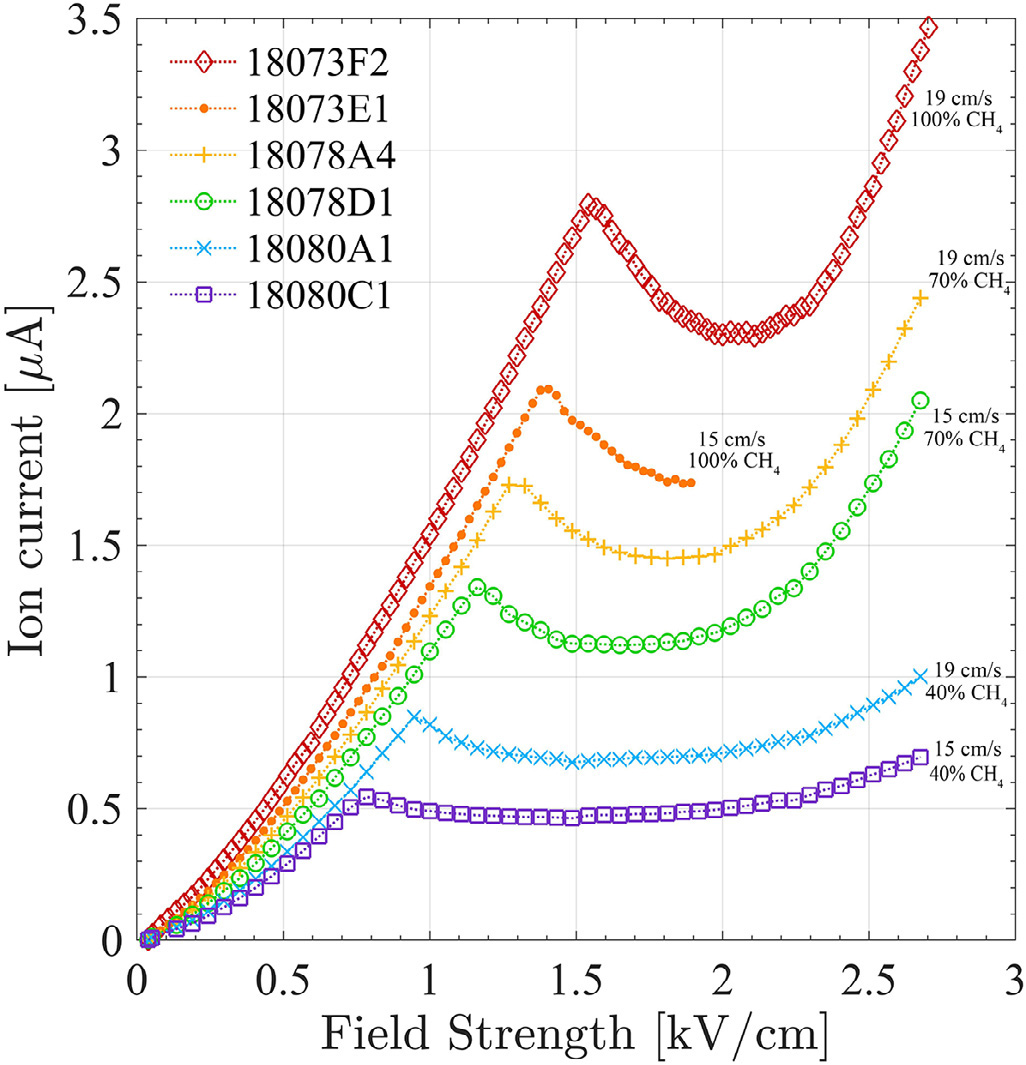 3.5
3
2.5
2
1.5
1
0.5
0
Ion current [μA]
18073F2
18073E1
18078A4
18078D1
18080A1
18080C1
19 cm/s
100% CH₄
19 cm/s
70% CH₄
15 cm/s
70% CH₄
15 cm/s
100% CH₄
19 cm/s
40% CH₄
15 cm/s
40% CH₄
0
0.5
1
1.5
2
2.5
3
Field Strength [kV/cm]